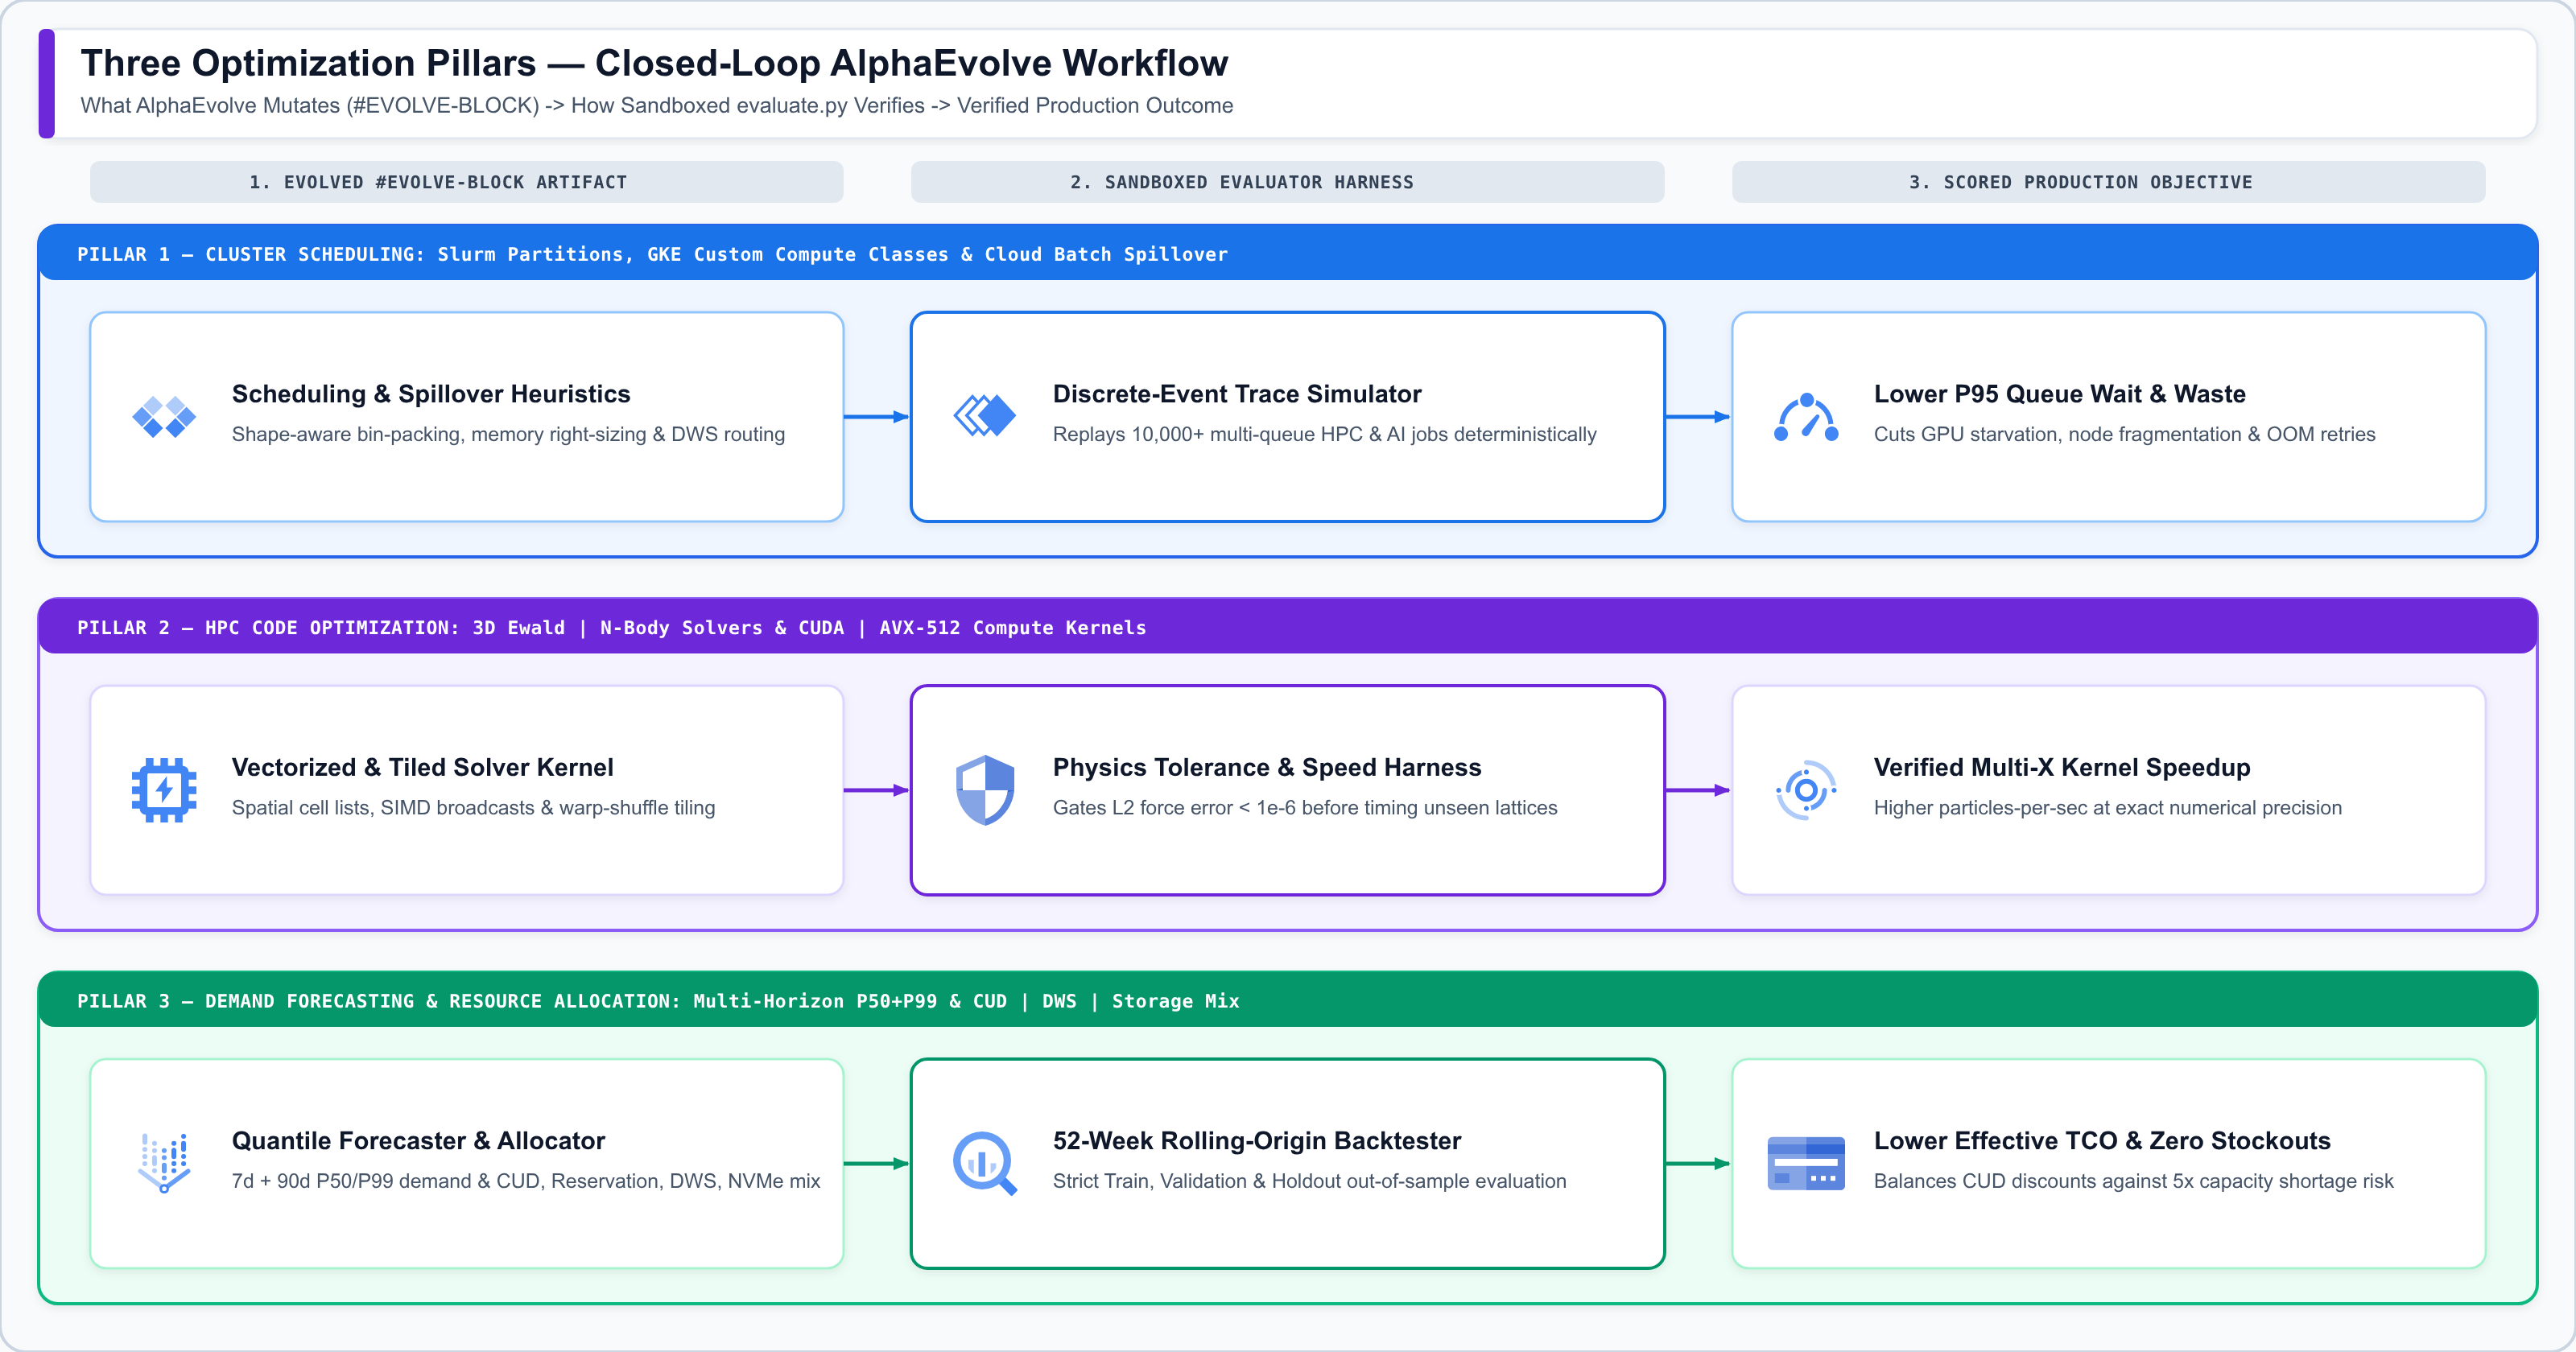 Three Optimization Pillars — Closed-Loop AlphaEvolve Workflow
What AlphaEvolve Mutates (#EVOLVE-BLOCK) -> How Sandboxed evaluate.py Verifies -> Verified Production Outcome
1. EVOLVED #EVOLVE-BLOCK ARTIFACT
2. SANDBOXED EVALUATOR HARNESS
3. SCORED PRODUCTION OBJECTIVE
PILLAR 1 — CLUSTER SCHEDULING: Slurm Partitions, GKE Custom Compute Classes & Cloud Batch Spillover
Scheduling & Spillover Heuristics
Shape-aware bin-packing, memory right-sizing & DWS routing
Discrete-Event Trace Simulator
Replays 10,000+ multi-queue HPC & AI jobs deterministically
Lower P95 Queue Wait & Waste
Cuts GPU starvation, node fragmentation & OOM retries
PILLAR 2 — HPC CODE OPTIMIZATION: 3D Ewald | N-Body Solvers & CUDA | AVX-512 Compute Kernels
Vectorized & Tiled Solver Kernel
Spatial cell lists, SIMD broadcasts & warp-shuffle tiling
Physics Tolerance & Speed Harness
Gates L2 force error < 1e-6 before timing unseen lattices
Verified Multi-X Kernel Speedup
Higher particles-per-sec at exact numerical precision
PILLAR 3 — DEMAND FORECASTING & RESOURCE ALLOCATION: Multi-Horizon P50+P99 & CUD | DWS | Storage Mix
Quantile Forecaster & Allocator
7d + 90d P50/P99 demand & CUD, Reservation, DWS, NVMe mix
52-Week Rolling-Origin Backtester
Strict Train, Validation & Holdout out-of-sample evaluation
Lower Effective TCO & Zero Stockouts
Balances CUD discounts against 5x capacity shortage risk